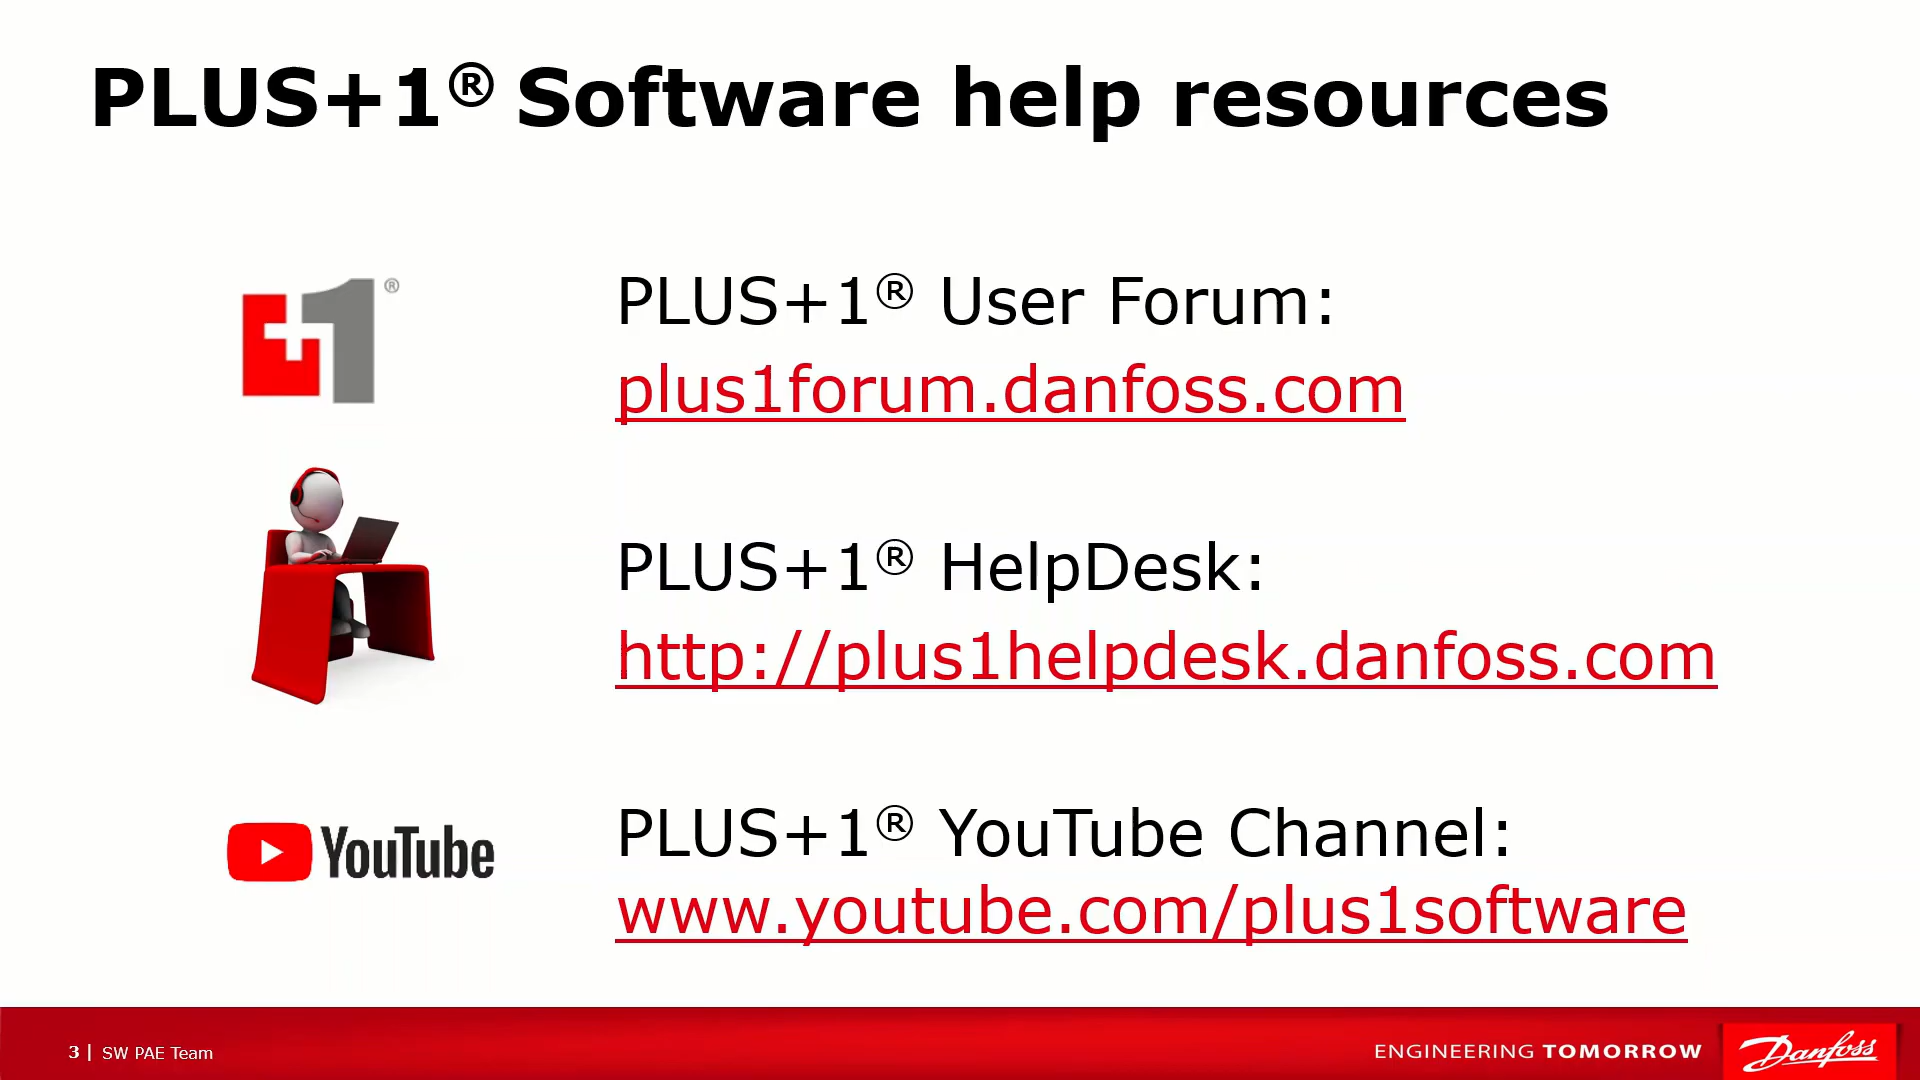 PLUS+1® Software help resources
®
PLUS+1® User Forum:
plus1forum.danfoss.com
PLUS+1® HelpDesk:
http://plus1helpdesk.danfoss.com
YouTube
PLUS+1® YouTube Channel:
www.youtube.com/plus1software
3 | SW PAE Team
ENGINEERING TOMORROW
Danfoss